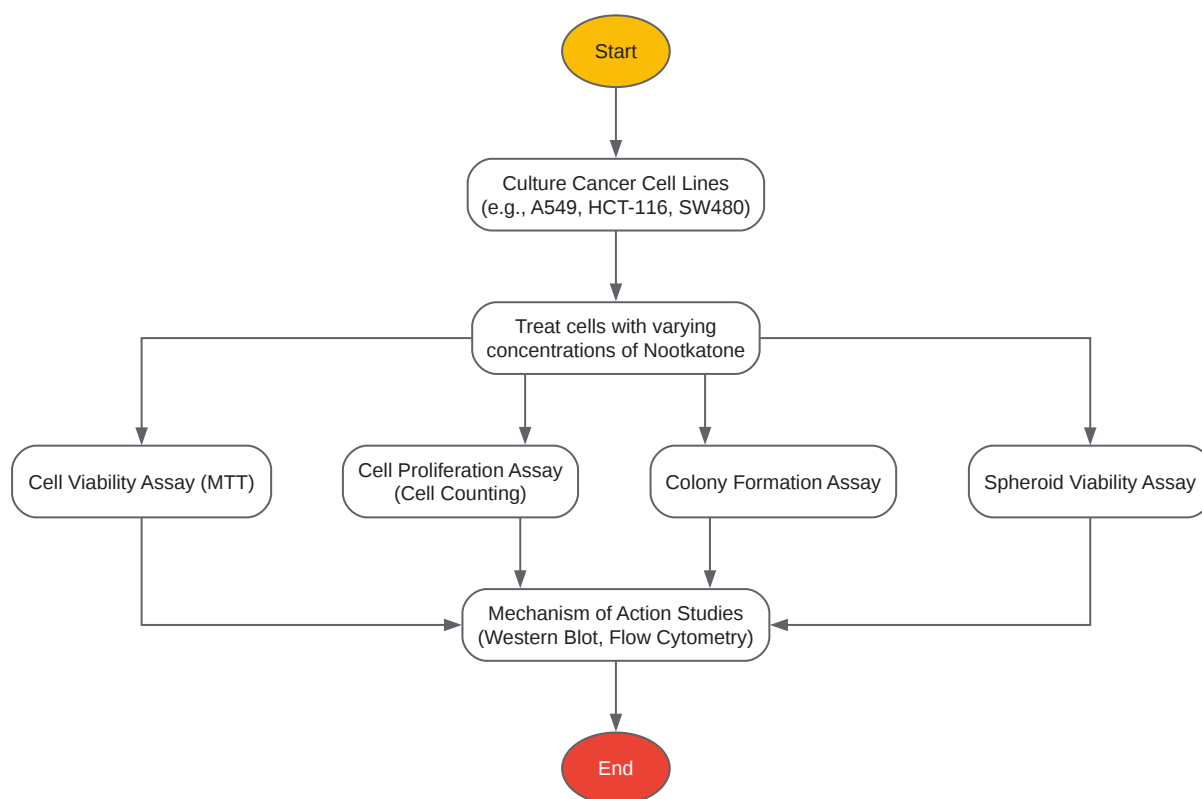 Start
Culture Cancer Cell Lines
(e.g., A549, HCT-116, SW480)
Treat cells with varying
concentrations of Nootkatone
Cell Viability Assay (MTT)
Cell Proliferation Assay
(Cell Counting)
Colony Formation Assay
Spheroid Viability Assay
Mechanism of Action Studies
(Western Blot, Flow Cytometry)
End